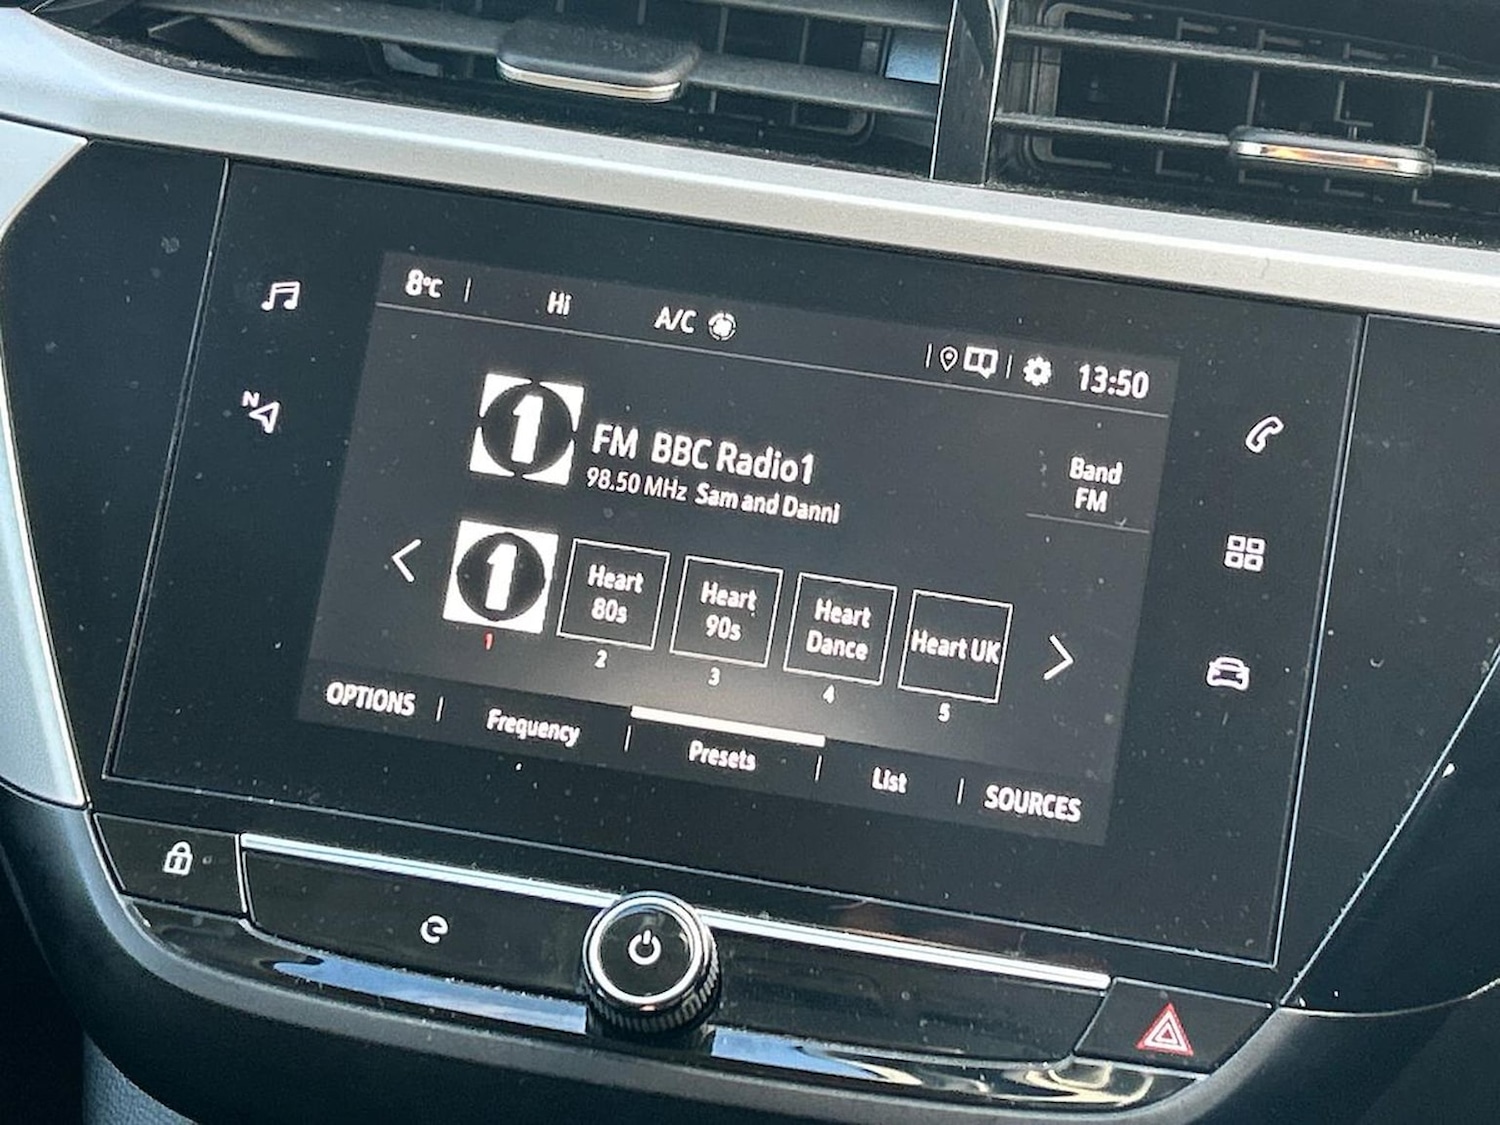 8°C Hi A/C 13:50
N
1
FM BBC Radio1
98.50 MHz Sam and Danni
Band
FM
1
Heart
80s
Heart
90s
Heart
Dance
Heart UK
1
2
3
4
5
OPTIONS Frequency Presets List SOURCES